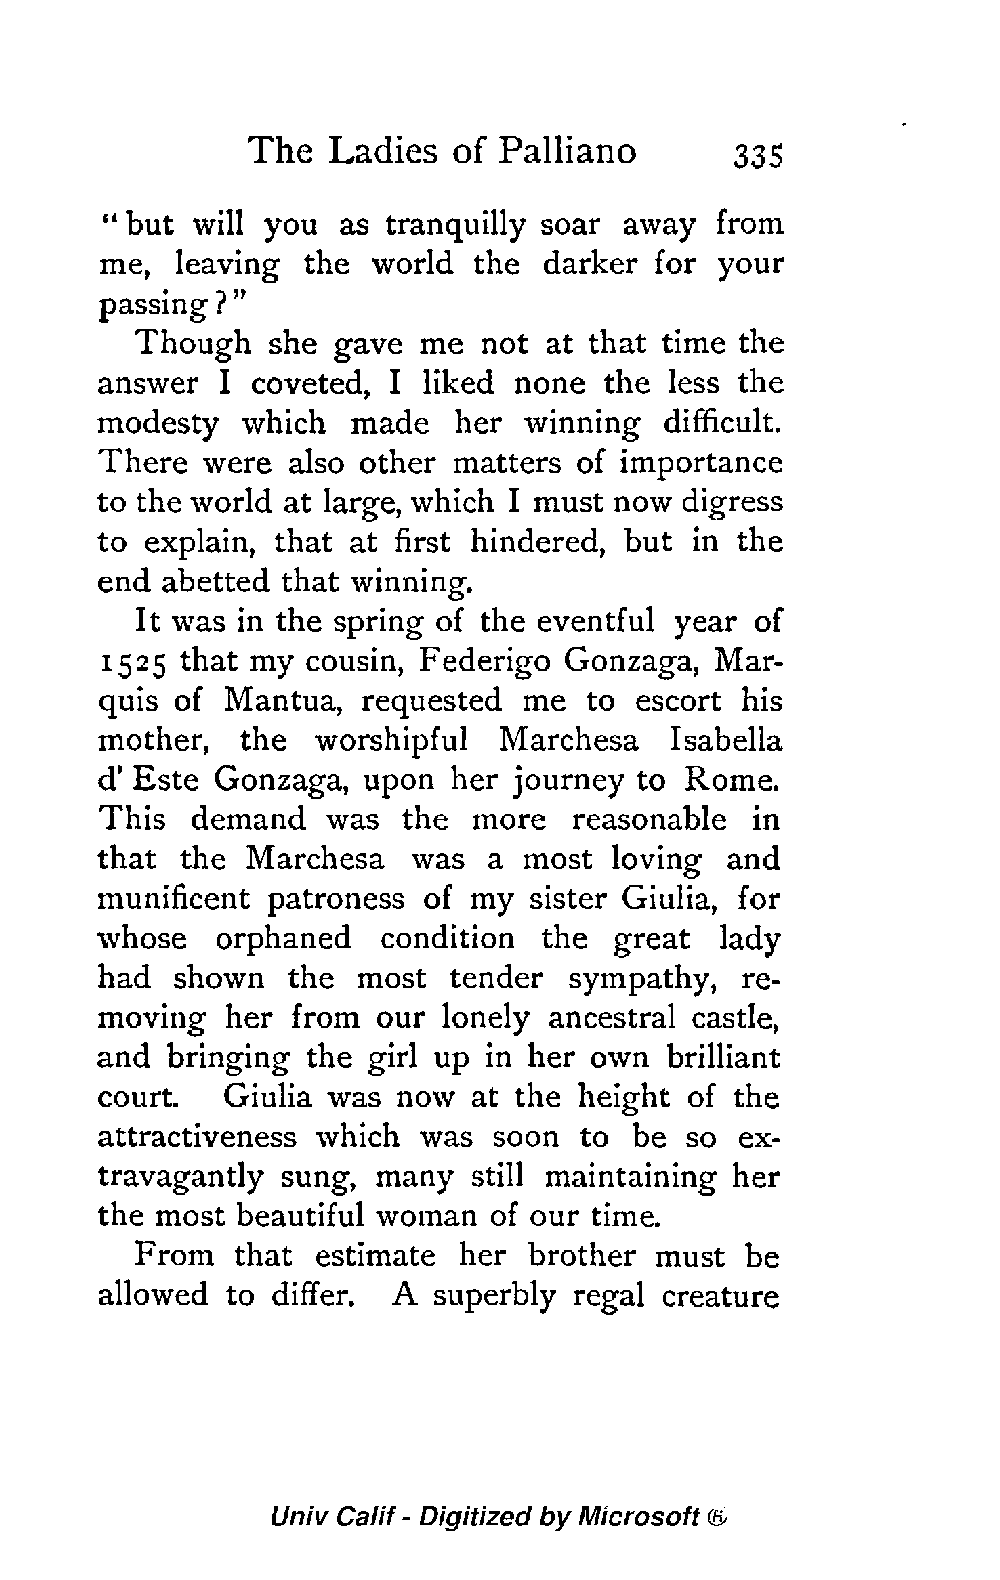 The Ladies of Palliano 335
"but will you as tranquilly soar away from
me, leaving the world the darker for your
passing?"
Though she gave me not at that time the
answer I coveted, I liked none the less the
modesty which made her winning difficult.
There were also other matters of importance
to the world at large, which I must now digress
to explain, that at first hindered, but in the
end abetted that winning.
It was in the spring of the eventful year of
1525 that my cousin, Federigo Gonzaga, Mar-
quis of Mantua, requested me to escort his
mother, the worshipful Marchesa Isabella
d' Este Gonzaga, upon her journey to Rome.
This demand was the more reasonable in
that the Marchesa was a most loving and
munificent patroness of my sister Giulia, for
whose orphaned condition the great lady
had shown the most tender sympathy, re-
moving her from our lonely ancestral castle,
and bringing the girl up in her own brilliant
court. Giulia was now at the height of the
attractiveness which was soon to be so ex-
travagantly sung, many still maintaining her
the most beautiful woman of our time.
From that estimate her brother must be
allowed to differ. A superbly regal creature
Univ Calif - Digitized by Microsoft ®